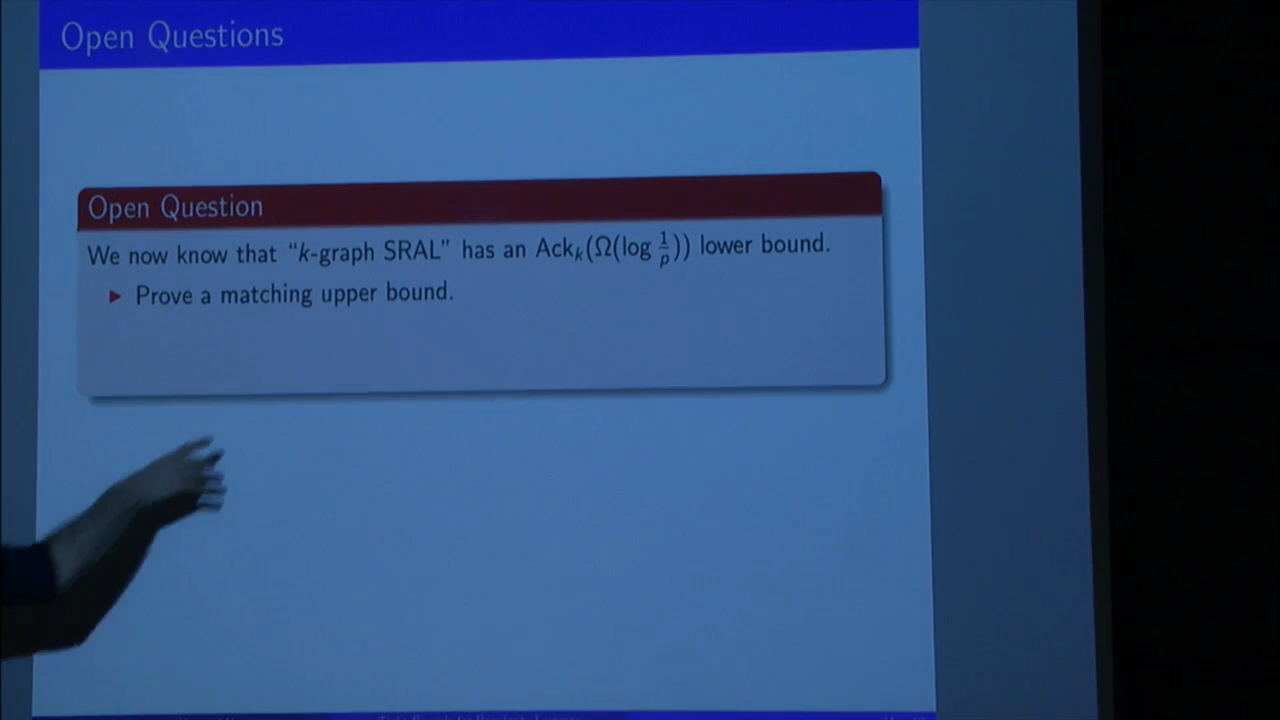 Open Questions
Open Question
We now know that “k-graph SRAL” has an Ackₖ(Ω(log 1/p)) lower bound.
▶ Prove a matching upper bound.